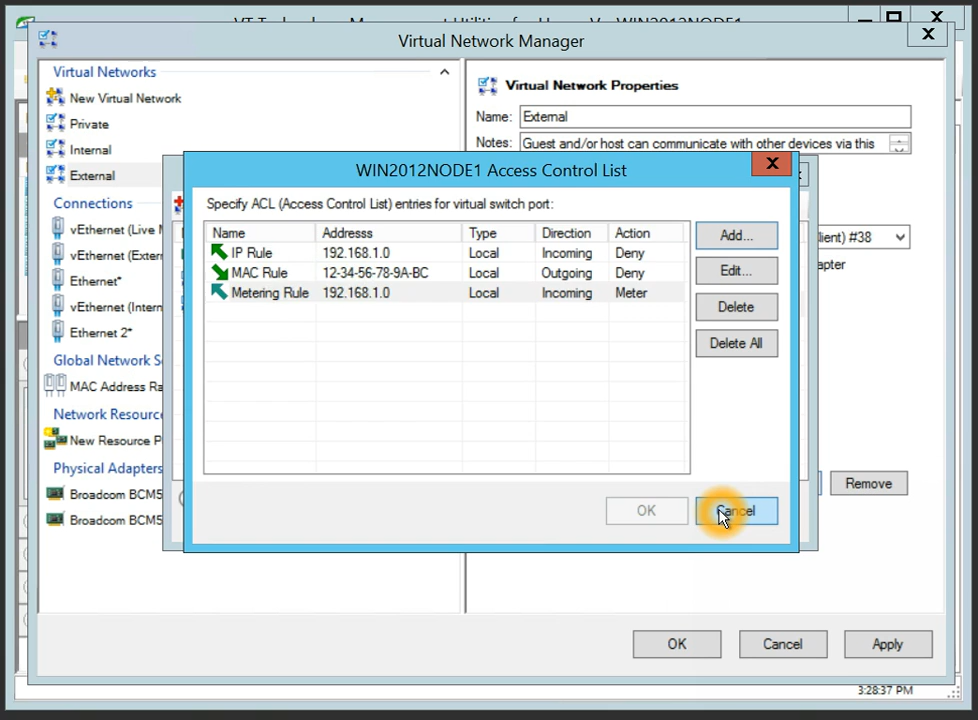 Virtual Network Manager
X
Virtual Networks
New Virtual Network
Private
Internal
External
Connections
vEthernet (Live
vEthernet (Exter
Ethernet*
vEthernet (Intern
Ethernet 2*
Global Network
MAC Address Ra
Network Resourc
New Resource P
Physical Adapters
Broadcom BCM5
Broadcom BCM5
Virtual Network Properties
Name: External
Notes: Guest and/or host can communicate with other devices via this
lient) #38
apter
Remove
WIN2012NODE1 Access Control List
X
Specify ACL (Access Control List) entries for virtual switch port:
Name Addresss Type Direction Action
IP Rule 192.168.1.0 Local Incoming Deny
MAC Rule 12-34-56-78-9A-BC Local Outgoing Deny
Metering Rule 192.168.1.0 Local Incoming Meter
Add...
Edit...
Delete
Delete All
OK Cancel
OK Cancel Apply
3:28:37 PM